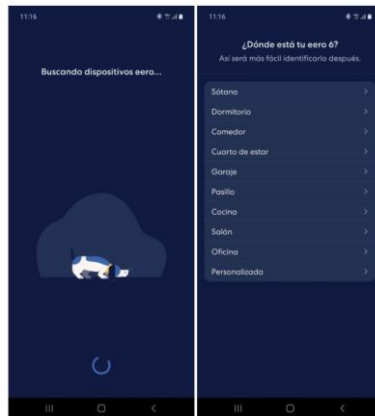 11:16
Buscando dispositivos eero...
11:16
¿Dónde está tu eero 6?
Así será más fácil identificarlo después.
Sótano
Dormitorio
Comedor
Cuarto de estar
Garaje
Pasillo
Cocina
Salón
Oficina
Personalizada